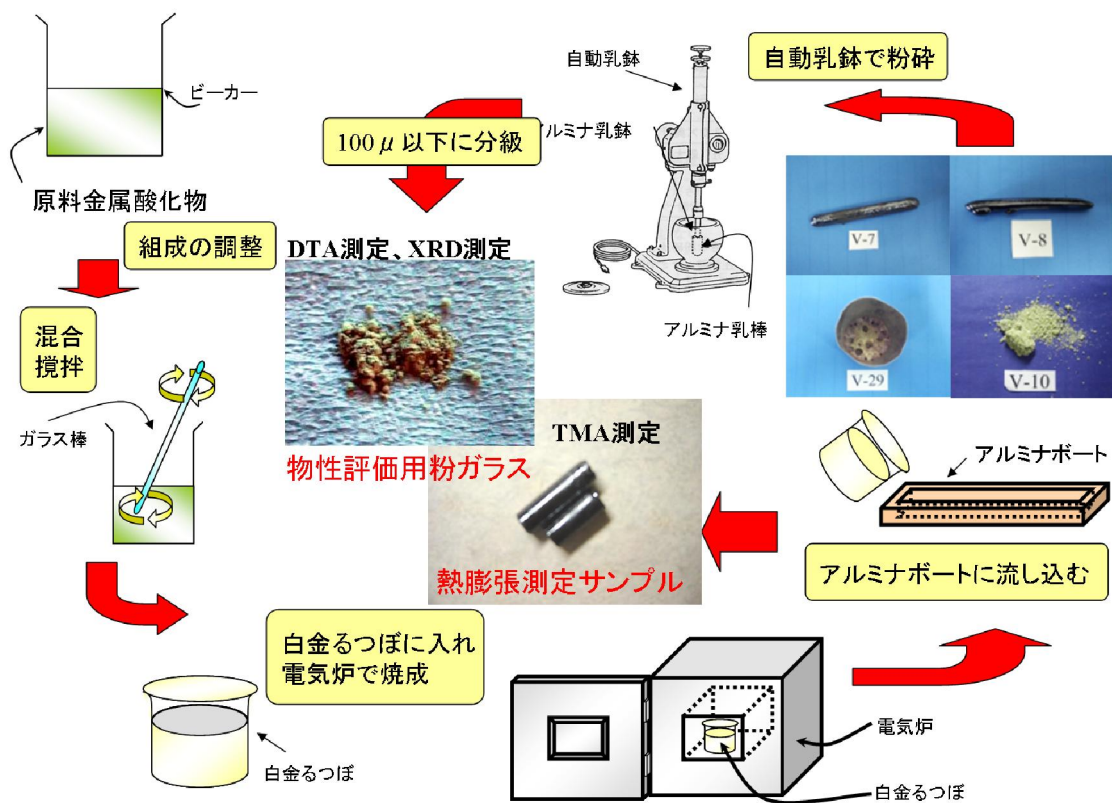 ビーカー
原料金属酸化物
組成の調整
混合
撹拌
ガラス棒
白金るつぼに入れ
電気炉で焼成
白金るつぼ
電気炉
白金るつぼ
アルミナボートに流し込む
アルミナボート
V-7
V-8
V-29
V-10
自動乳鉢で粉砕
自動乳鉢
ルミナ乳鉢
アルミナ乳棒
100μ以下に分級
DTA測定、XRD測定
物性評価用粉ガラス
TMA測定
熱膨張測定サンプル